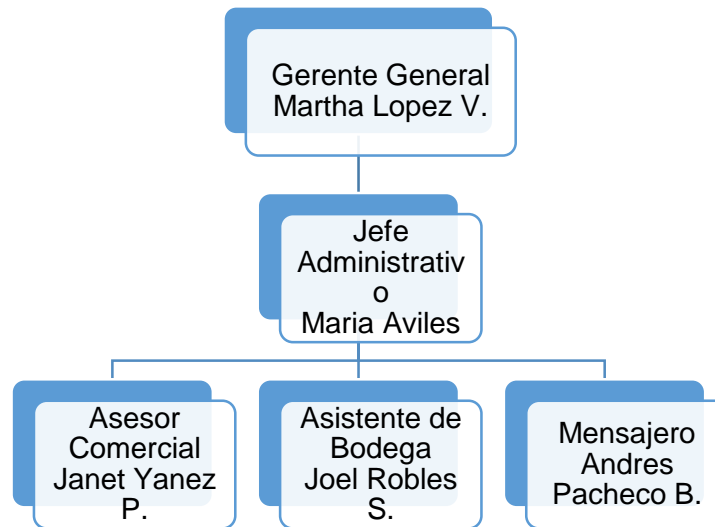 Gerente General
Martha Lopez V.
Jefe
Administrativ
o
Maria Aviles
Asesor
Comercial
Janet Yanez
P.
Asistente de
Bodega
Joel Robles
S.
Mensajero
Andres
Pacheco B.